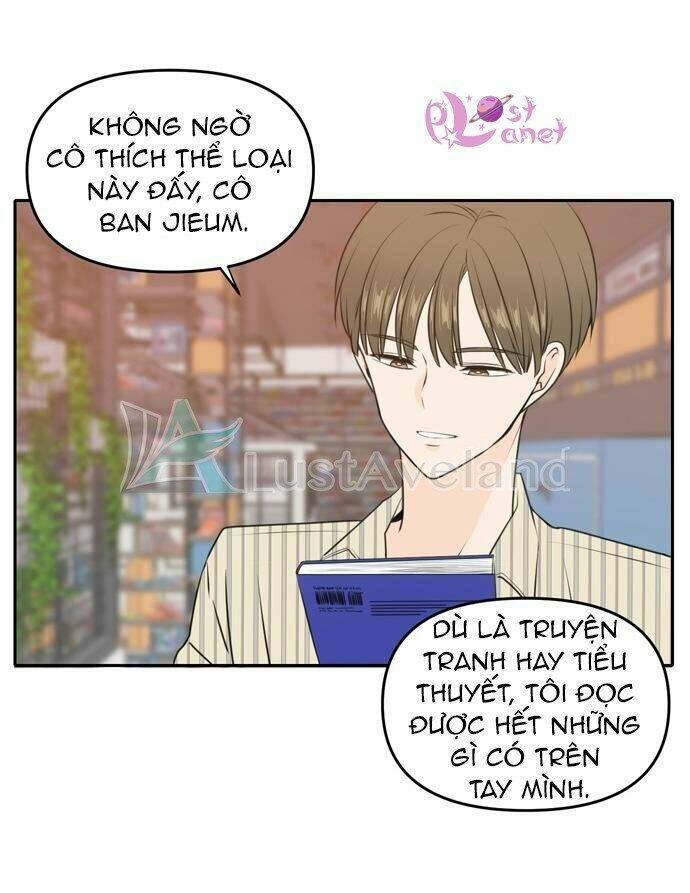 Lost
Planet
KHÔNG NGỜ
CÔ THÍCH THỂ LOẠI
NÀY ĐẤY, CÔ
BAN JIEUM.
LustAveland
DÙ LÀ TRUYỆN
TRANH HAY TIỂU
THUYẾT, TÔI ĐỌC
ĐƯỢC HẾT NHỮNG
GÌ CÓ TRÊN
TAY MÌNH.